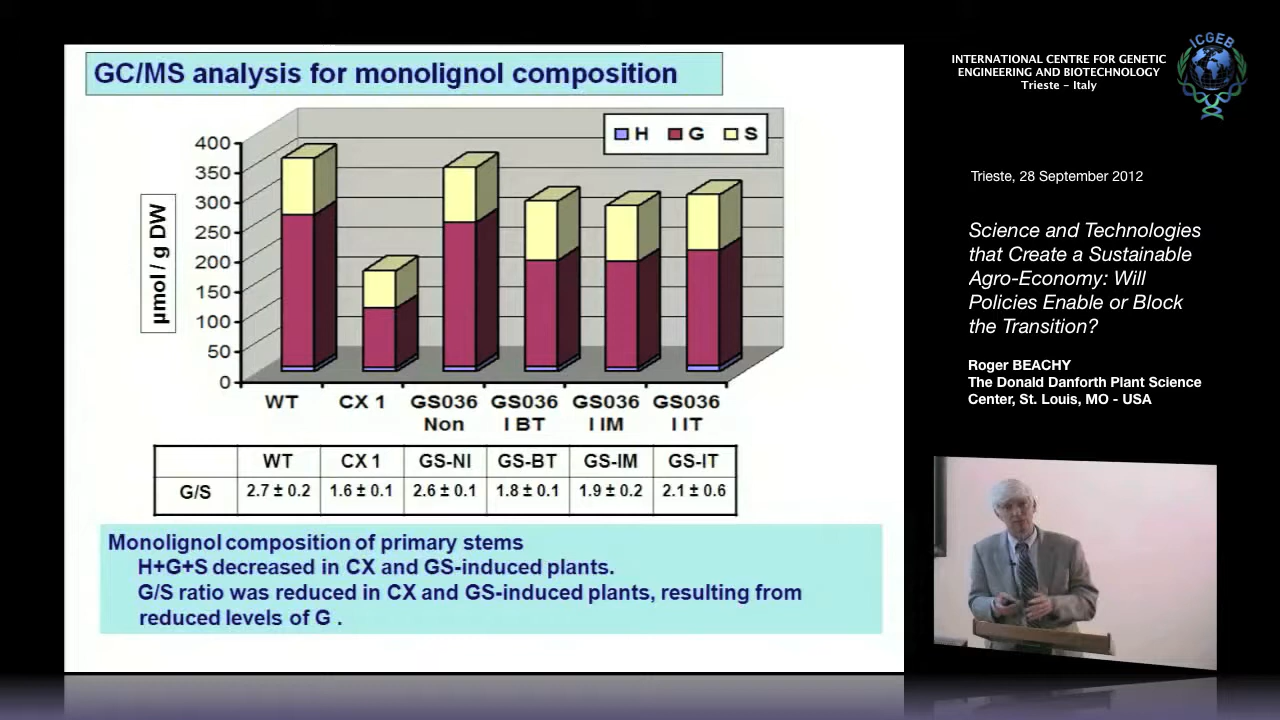 GC/MS analysis for monolignol composition
H G S
400
350
300
250
200
150
100
50
0
μmol / g DW
WT CX 1 GS036 GS036 GS036 GS036
Non I BT I IM I IT
WT CX 1 GS-NI GS-BT GS-IM GS-IT
G/S 2.7 ± 0.2 1.6 ± 0.1 2.6 ± 0.1 1.8 ± 0.1 1.9 ± 0.2 2.1 ± 0.6
Monolignol composition of primary stems
H+G+S decreased in CX and GS-induced plants.
G/S ratio was reduced in CX and GS-induced plants, resulting from
reduced levels of G .
INTERNATIONAL CENTRE FOR GENETIC
ENGINEERING AND BIOTECHNOLOGY
Trieste – Italy
ICGEB
Trieste, 28 September 2012
Science and Technologies
that Create a Sustainable
Agro-Economy: Will
Policies Enable or Block
the Transition?
Roger BEACHY
The Donald Danforth Plant Science
Center, St. Louis, MO - USA